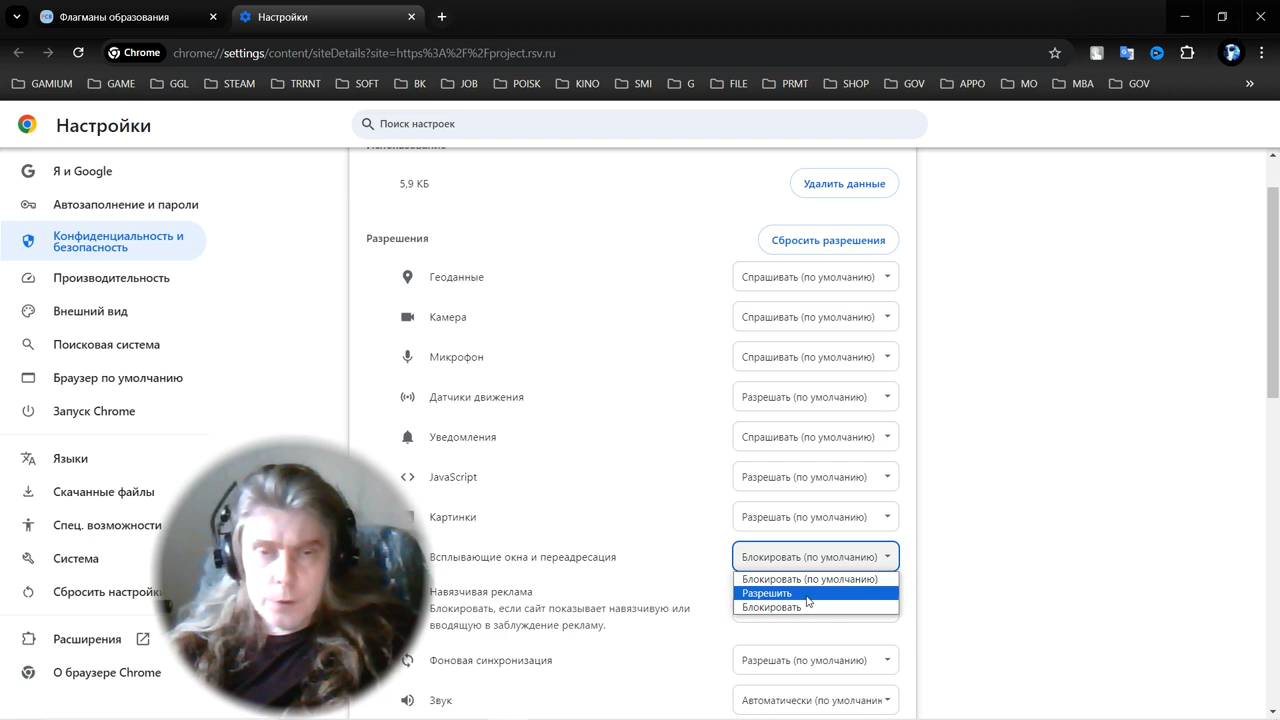 Флагманы образования
Настройки
Chrome
chrome://settings/content/siteDetails?site=https%3A%2F%2Fproject.rsv.ru
GAMIUM
GAME
GGL
STEAM
TRRNT
SOFT
BK
JOB
POISK
KINO
SMI
G
FILE
PRMT
SHOP
GOV
APPO
MO
MBA
GOV
Настройки
Поиск настроек
Я и Google
Автозаполнение и пароли
Конфиденциальность и
безопасность
Производительность
Внешний вид
Поисковая система
Браузер по умолчанию
Запуск Chrome
Языки
Скачанные файлы
Спец. возможности
Система
Сбросить настройки
Расширения
О браузере Chrome
Использование
5,9 КБ
Удалить данные
Разрешения
Сбросить разрешения
Геоданные
Спрашивать (по умолчанию)
Камера
Спрашивать (по умолчанию)
Микрофон
Спрашивать (по умолчанию)
Датчики движения
Разрешать (по умолчанию)
Уведомления
Спрашивать (по умолчанию)
JavaScript
Разрешать (по умолчанию)
Картинки
Разрешать (по умолчанию)
Всплывающие окна и переадресация
Блокировать (по умолчанию)
Блокировать (по умолчанию)
Разрешить
Блокировать
Навязчивая реклама
Блокировать, если сайт показывает навязчивую или
вводящую в заблуждение рекламу.
Фоновая синхронизация
Разрешать (по умолчанию)
Звук
Автоматически (по умолчанию